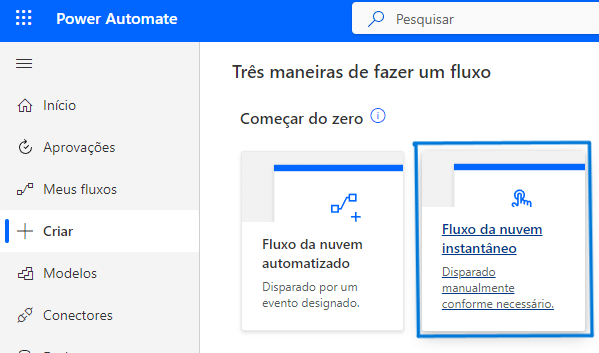 Power Automate
Pesquisar
Início
Aprovações
Meus fluxos
Criar
Modelos
Conectores
Três maneiras de fazer um fluxo
Começar do zero
Fluxo da nuvem
automatizado
Disparado por um
evento designado.
Fluxo da nuvem
instantâneo
Disparado
manualmente
conforme necessário.